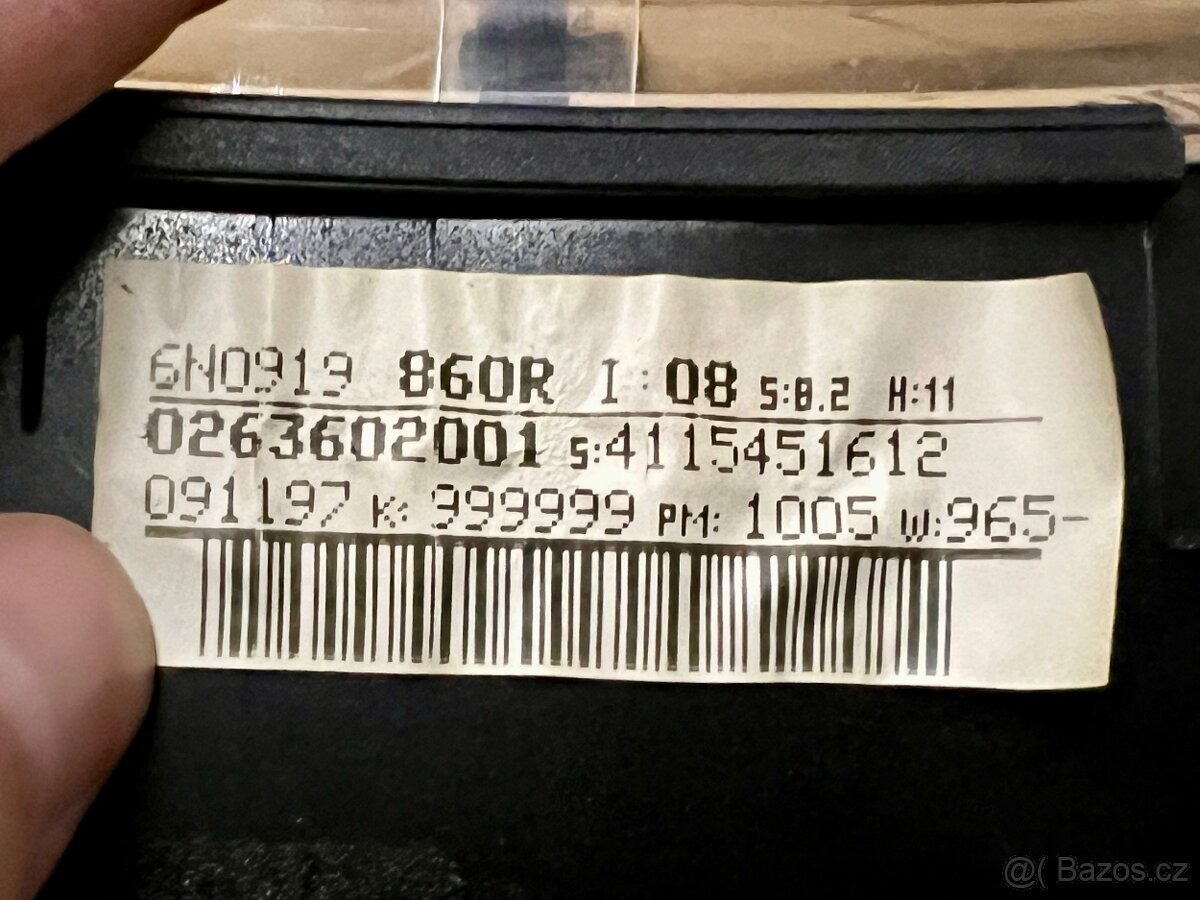 6N0919 860R I:08 S:8.2 H:11
0263602001 S:4115451612
091197 K: 999999 PM: 1005 W:965-
@( Bazos.cz